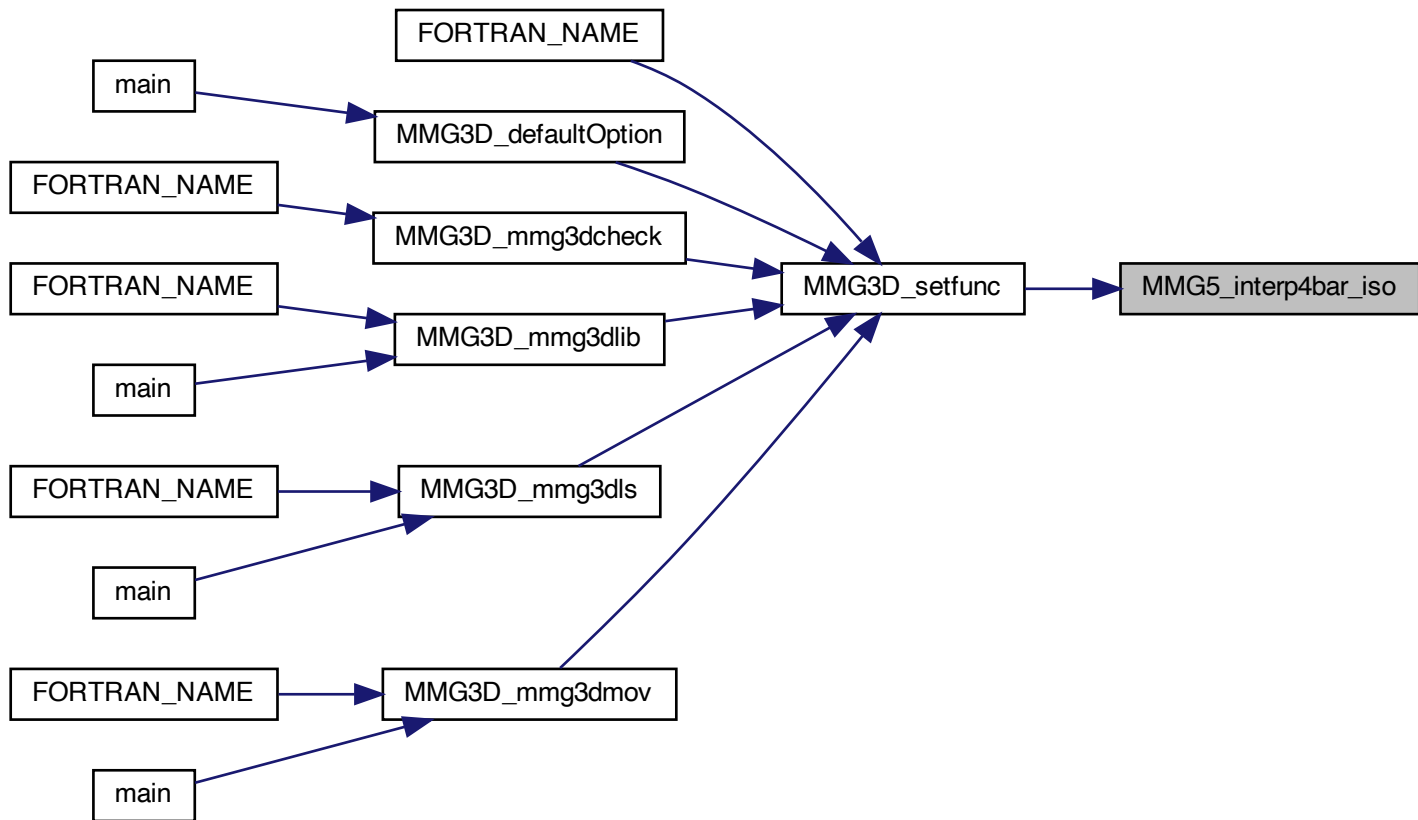 FORTRAN_NAME
main
MMG3D_defaultOption
FORTRAN_NAME
MMG3D_mmg3dcheck
FORTRAN_NAME
MMG3D_setfunc
MMG5_interp4bar_iso
MMG3D_mmg3dlib
main
FORTRAN_NAME
MMG3D_mmg3dls
main
FORTRAN_NAME
MMG3D_mmg3dmov
main